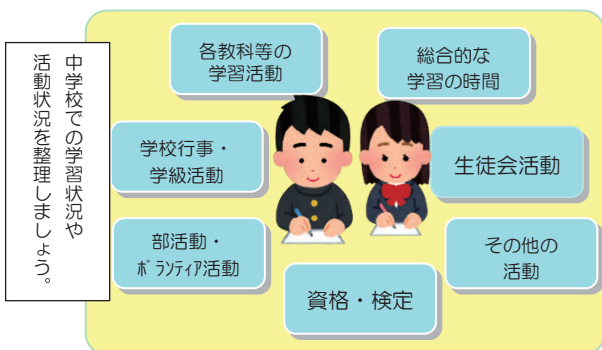 中学校での学習状況や
活動状況を整理しましょう。
各教科等の
学習活動
総合的な
学習の時間
学校行事・
学級活動
生徒会活動
部活動・
ﾎﾞﾗﾝﾃｨｱ活動
その他の
活動
資格・検定